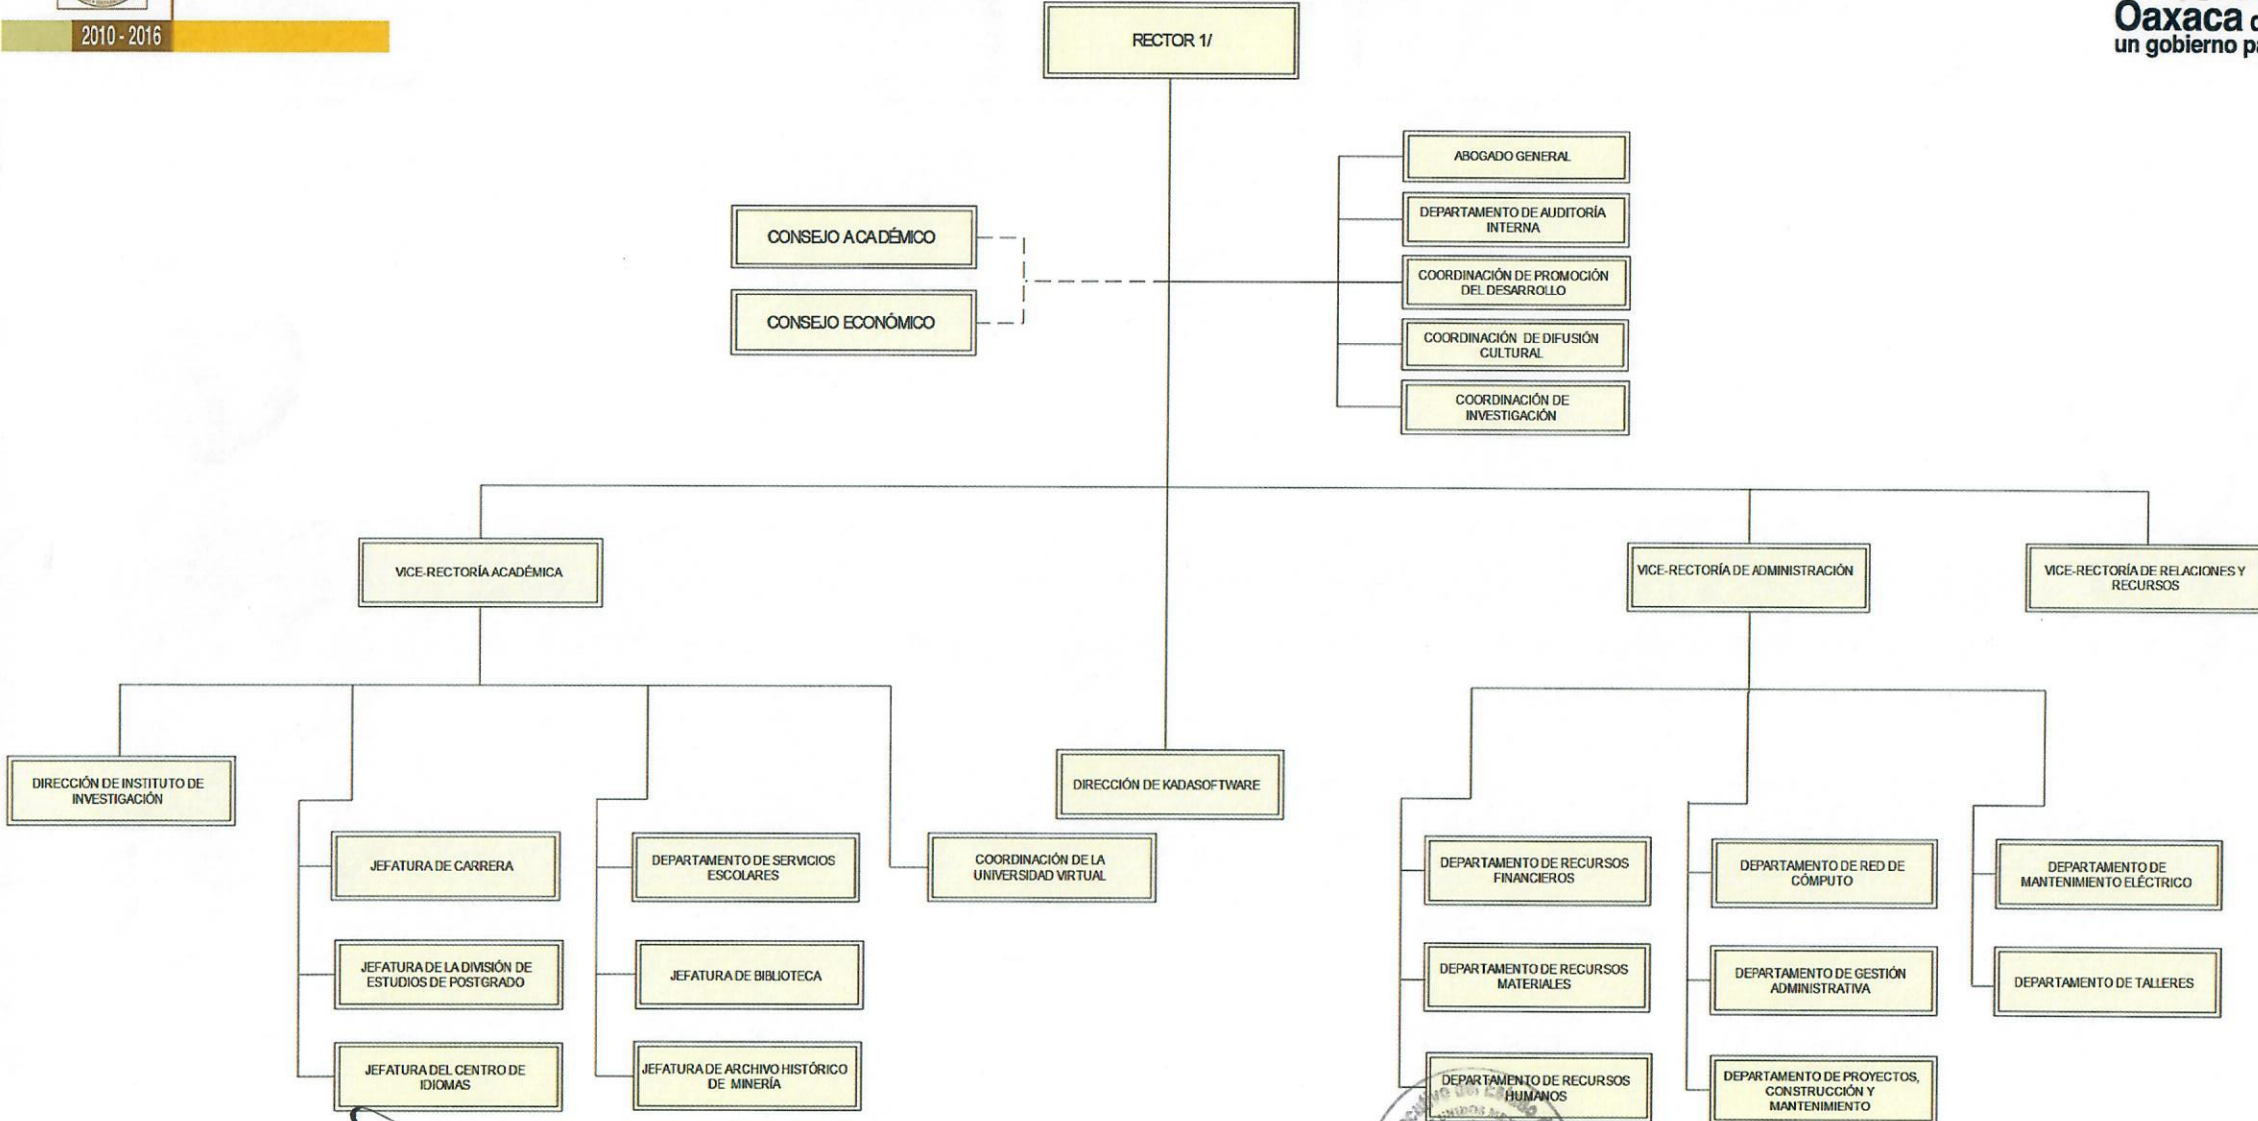 2010 - 2016
Oaxaca
un gobierno
RECTOR 1/
ABOGADO GENERAL
DEPARTAMENTO DE AUDITORÍA
INTERNA
CONSEJO ACADÉMICO
COORDINACIÓN DE PROMOCIÓN
DEL DESARROLLO
CONSEJO ECONÓMICO
COORDINACIÓN DE DIFUSIÓN
CULTURAL
COORDINACIÓN DE
INVESTIGACIÓN
VICE-RECTORÍA ACADÉMICA
VICE-RECTORÍA DE ADMINISTRACIÓN
VICE-RECTORÍA DE RELACIONES Y
RECURSOS
DIRECCIÓN DE INSTITUTO DE
INVESTIGACIÓN
DIRECCIÓN DE KADASOFTWARE
JEFATURA DE CARRERA
DEPARTAMENTO DE SERVICIOS
ESCOLARES
COORDINACIÓN DE LA
UNIVERSIDAD VIRTUAL
DEPARTAMENTO DE RECURSOS
FINANCIEROS
DEPARTAMENTO DE RED DE
CÓMPUTO
DEPARTAMENTO DE
MANTENIMIENTO ELÉCTRICO
JEFATURA DE LA DIVISIÓN DE
ESTUDIOS DE POSTGRADO
JEFATURA DE BIBLIOTECA
DEPARTAMENTO DE RECURSOS
MATERIALES
DEPARTAMENTO DE GESTIÓN
ADMINISTRATIVA
DEPARTAMENTO DE TALLERES
JEFATURA DEL CENTRO DE
IDIOMAS
JEFATURA DE ARCHIVO HISTÓRICO
DE MINERÍA
DEPARTAMENTO DE RECURSOS
HUMANOS
DEPARTAMENTO DE PROYECTOS,
CONSTRUCCIÓN Y
MANTENIMIENTO